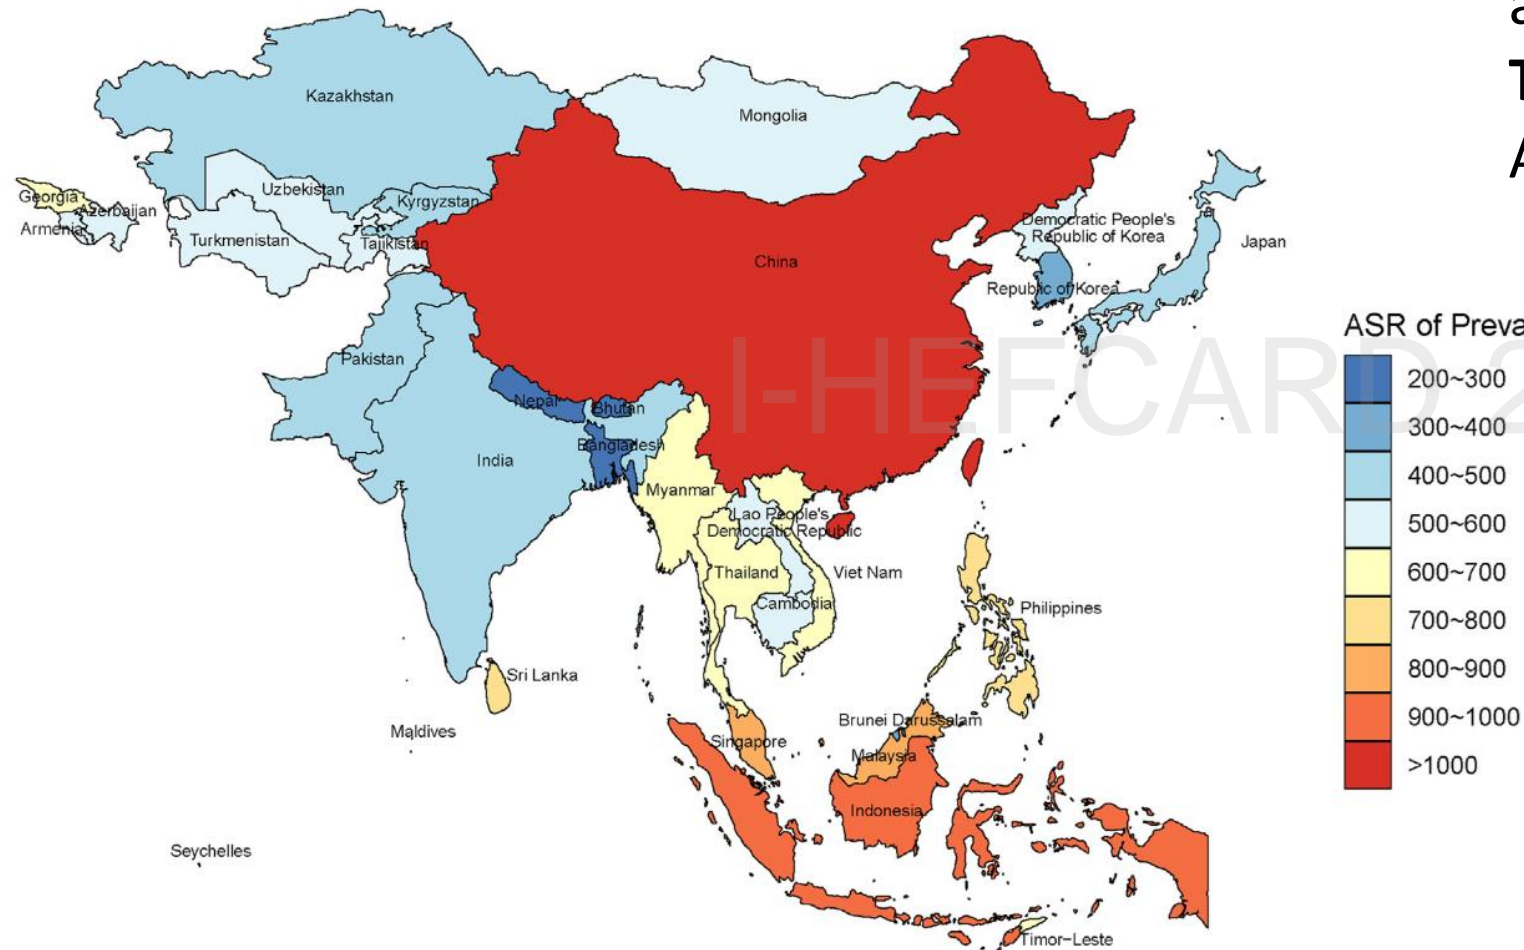 Kazakhstan
Mongolia
Uzbekistan
Georgia
Kyrgyzstan
Azerbaijan
Armenia
Turkmenistan
Tajikistan
Democratic People's
Republic of Korea
Japan
China
Republic of Korea
Pakistan
Nepal
Bhutan
Bangladesh
India
Myanmar
Lao People's
Democratic Republic
Thailand
Viet Nam
Cambodia
Philippines
Sri Lanka
Maldives
Brunei Darussalam
Singapore
Malaysia
Indonesia
Seychelles
Timor-Leste
ASR of Preva
200~300
300~400
400~500
500~600
600~700
700~800
800~900
900~1000
>1000
I-HEFCARD 2
T
A